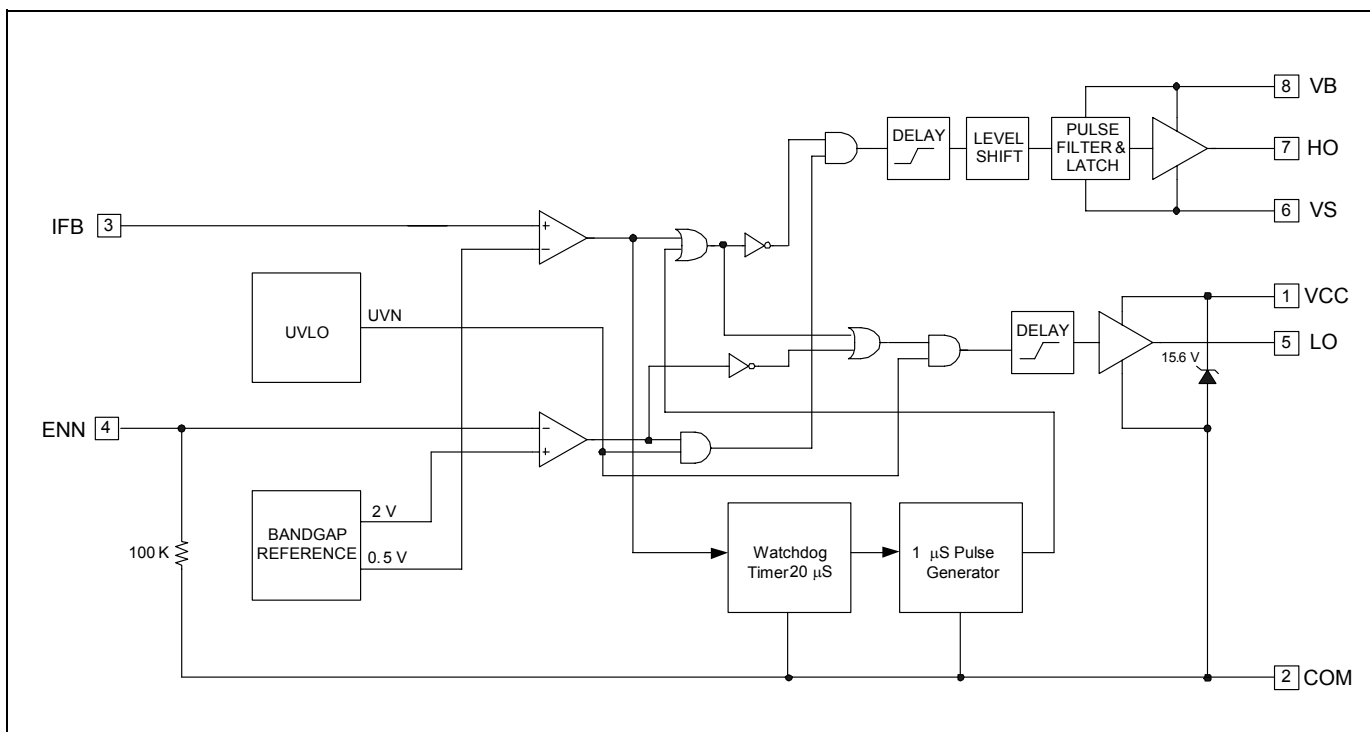 8 VB
DELAY
LEVEL
SHIFT
PULSE
FILTER &
LATCH
7 HO
6 VS
IFB 3
+
−
UVLO
UVN
1 VCC
DELAY
5 LO
15.6 V
ENN 4
−
+
BANDGAP
REFERENCE
2 V
0.5 V
100 K
Watchdog
Timer20 µS
1 µS Pulse
Generator
2 COM